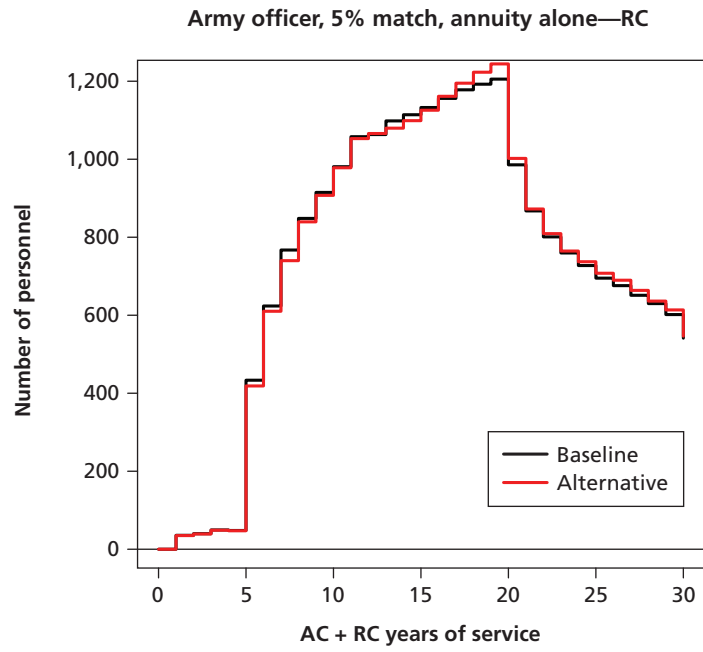 Army officer, 5% match, annuity alone—RC
Number of personnel
1,200
1,000
800
600
400
200
0
Baseline
Alternative
0 5 10 15 20 25 30
AC + RC years of service